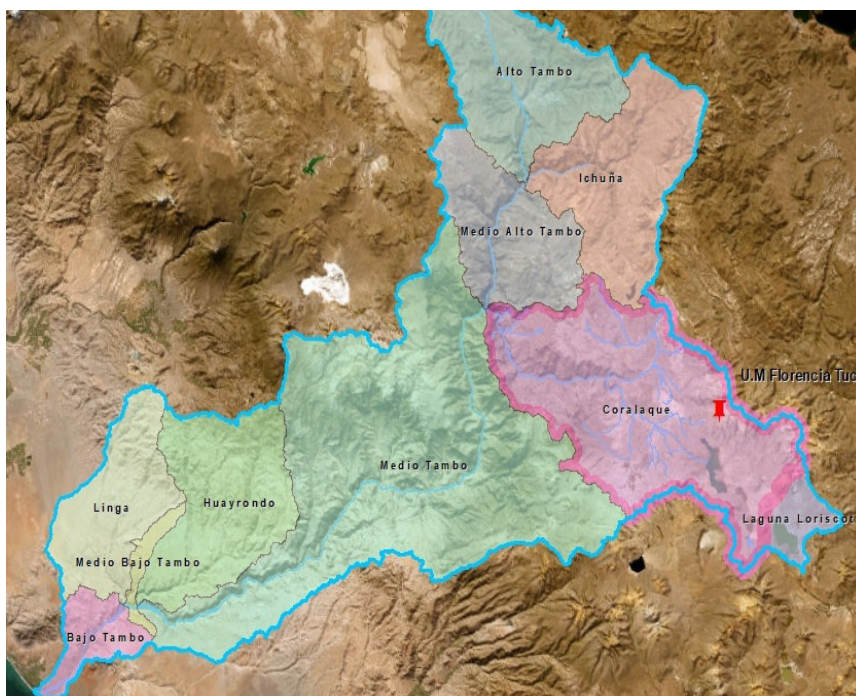 Alto Tambo
Ichuña
Medio Alto Tambo
U.M Florencia Tuc
Coralaque
Medio Tambo
Huayrondo
Linga
Laguna Loriscot
Medio Bajo Tambo
Bajo Tambo